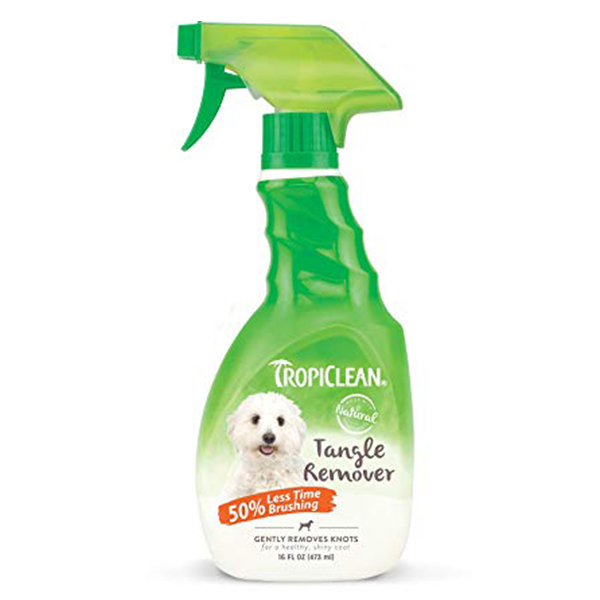 TROPICLEAN®
Natural
Tangle
Remover
50% Less Time
Brushing
GENTLY REMOVES KNOTS
for a healthy, shiny coat
16 FL OZ (473 ml)